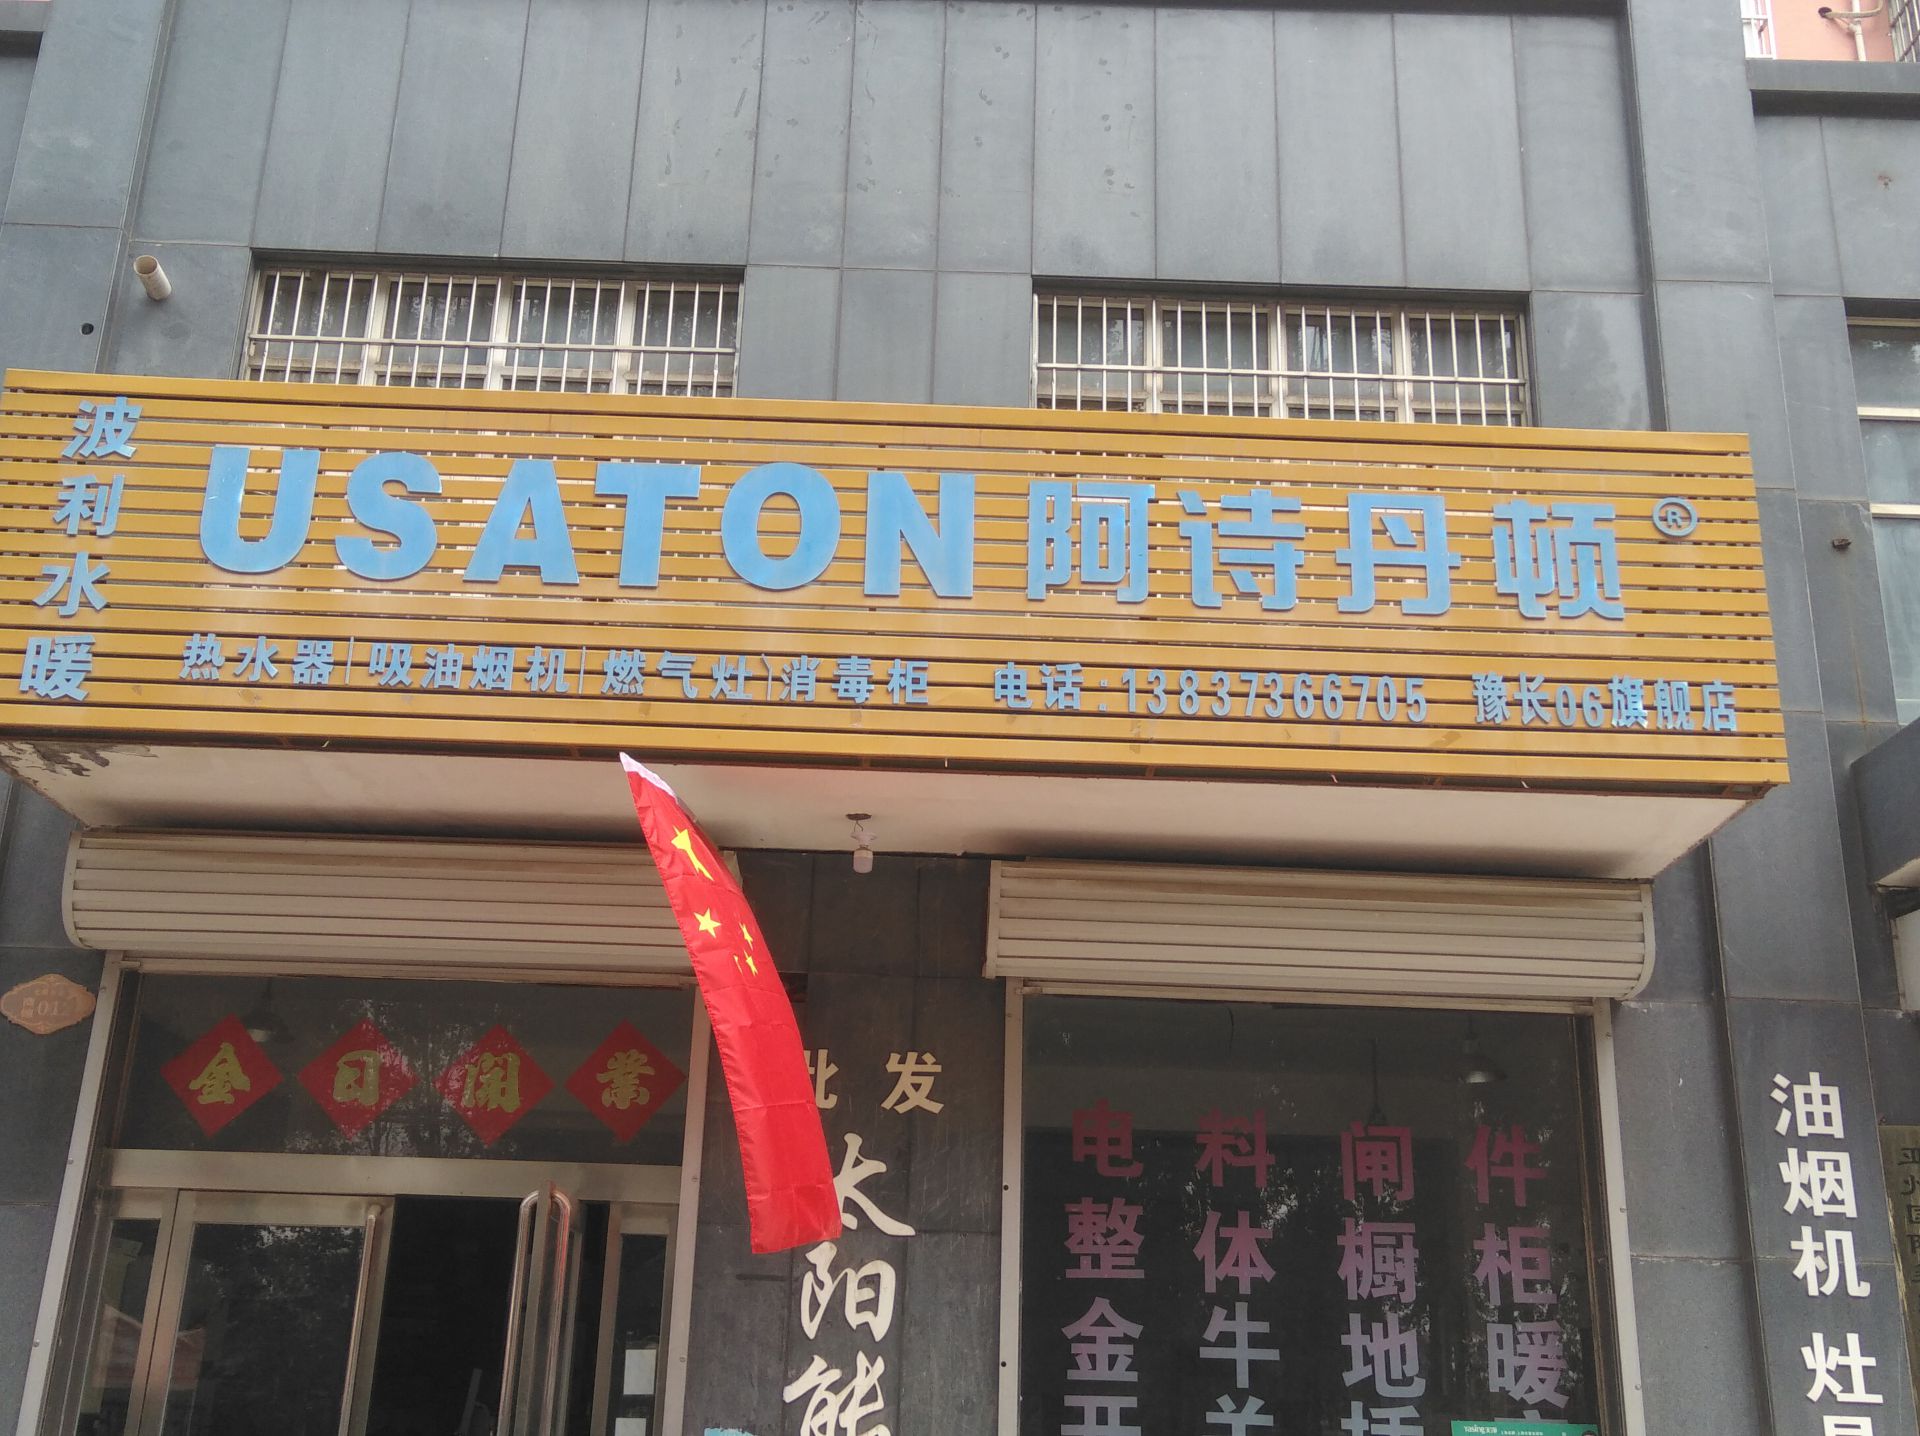 波利水暖
USATON阿诗丹顿®
热水器|吸油烟机|燃气灶|消毒柜 电话:13837366705 豫长06旗舰店
012
金日開業
批发
太阳能
电料闸件
整体橱柜
金牛地暖
油烟机 灶具